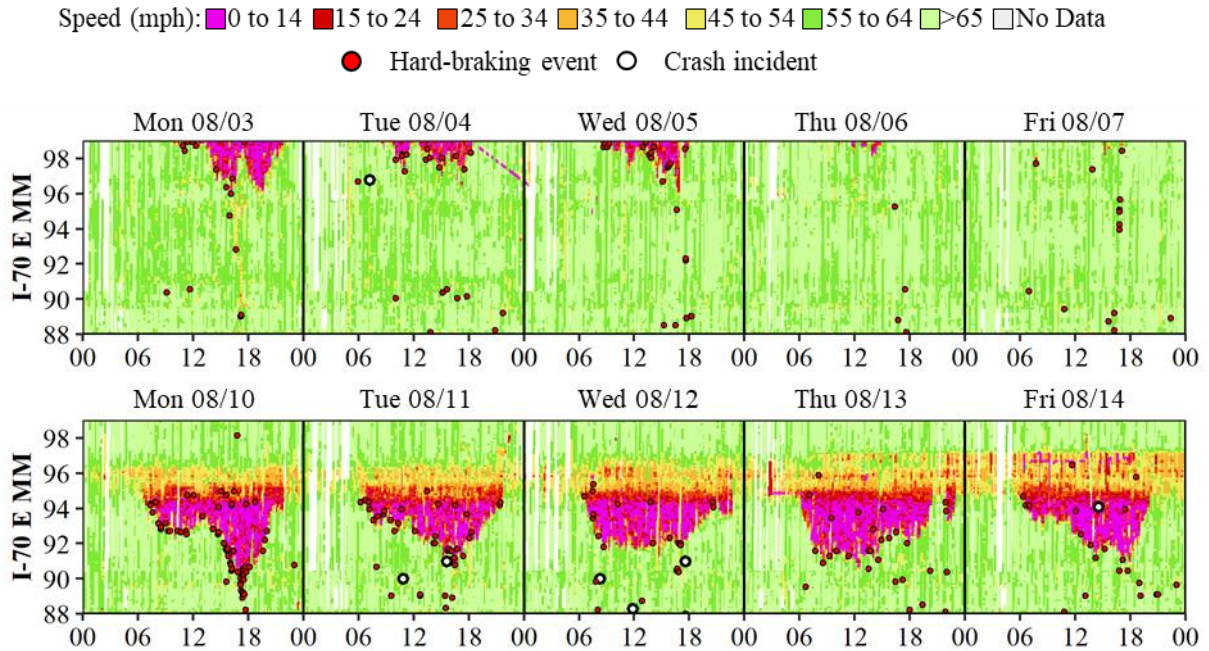 Speed (mph): 0 to 14 15 to 24 25 to 34 35 to 44 45 to 54 55 to 64 >65 No Data
Hard-braking event Crash incident
Mon 08/03 Tue 08/04 Wed 08/05 Thu 08/06 Fri 08/07
I-70 E MM
98
96
94
92
90
88
00 06 12 18 00 06 12 18 00 06 12 18 00 06 12 18 00 06 12 18 00
Mon 08/10 Tue 08/11 Wed 08/12 Thu 08/13 Fri 08/14
I-70 E MM
98
96
94
92
90
88
00 06 12 18 00 06 12 18 00 06 12 18 00 06 12 18 00 06 12 18 00